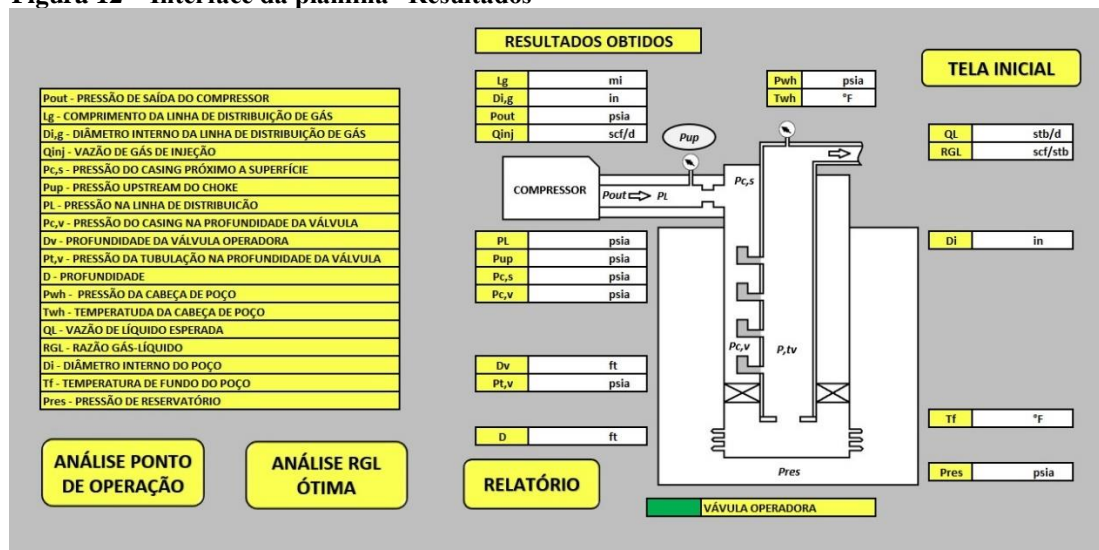 Figura 12 – Interface da planilha "Resultados"
RESULTADOS OBTIDOS
TELA INICIAL
Pout - PRESSÃO DE SAÍDA DO COMPRESSOR
Lg - COMPRIMENTO DA LINHA DE DISTRIBUIÇÃO DE GÁS
Di,g - DIÂMETRO INTERNO DA LINHA DE DISTRIBUIÇÃO DE GÁS
Qinj - VAZÃO DE GÁS DE INJEÇÃO
Pc,s - PRESSÃO DO CASING PRÓXIMO A SUPERFÍCIE
Pup - PRESSÃO UPSTREAM DO CHOKE
PL - PRESSÃO NA LINHA DE DISTRIBUICÃO
Pc,v - PRESSÃO DO CASING NA PROFUNDIDADE DA VÁLVULA
Dv - PROFUNDIDADE DA VÁLVULA OPERADORA
Pt,v - PRESSÃO DA TUBULAÇÃO NA PROFUNDIDADE DA VÁLVULA
D - PROFUNDIDADE
Pwh - PRESSÃO DA CABEÇA DE POÇO
Twh - TEMPERATUDA DA CABEÇA DE POÇO
QL - VAZÃO DE LÍQUIDO ESPERADA
RGL - RAZÃO GÁS-LÍQUIDO
Di - DIÂMETRO INTERNO DO POÇO
Tf - TEMPERATURA DE FUNDO DO POÇO
Pres - PRESSÃO DE RESERVATÓRIO
Lg mi
Di,g in
Pout psia
Qinj scf/d
Pwh psia
Twh °F
QL stb/d
RGL scf/stb
Pup
COMPRESSOR
Pout PL
Pc,s
PL psia
Pup psia
Pc,s psia
Pc,v psia
Di in
Pc,v
P,tv
Dv ft
Pt,v psia
D ft
Tf °F
Pres
Pres psia
ANÁLISE PONTO
DE OPERAÇÃO
ANÁLISE RGL
ÓTIMA
RELATÓRIO
VÁVULA OPERADORA